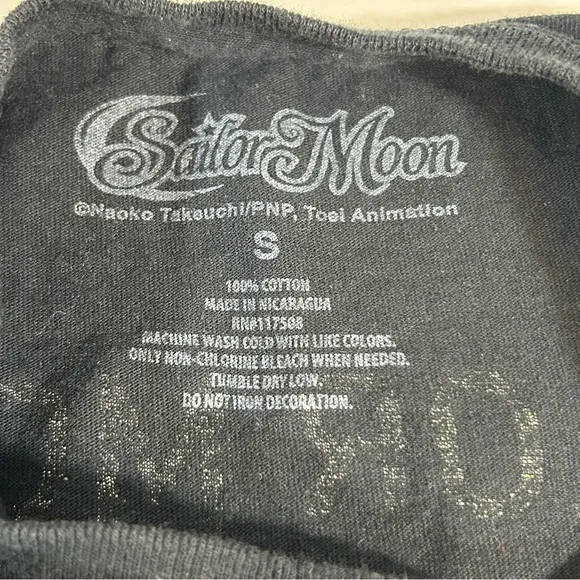 Sailor Moon
©Naoko Takeuchi/PNP, Toei Animation
S
100% COTTON
MADE IN NICARAGUA
RN#117508
MACHINE WASH COLD WITH LIKE COLORS.
ONLY NON-CHLORINE BLEACH WHEN NEEDED.
TUMBLE DRY LOW.
DO NOT IRON DECORATION.